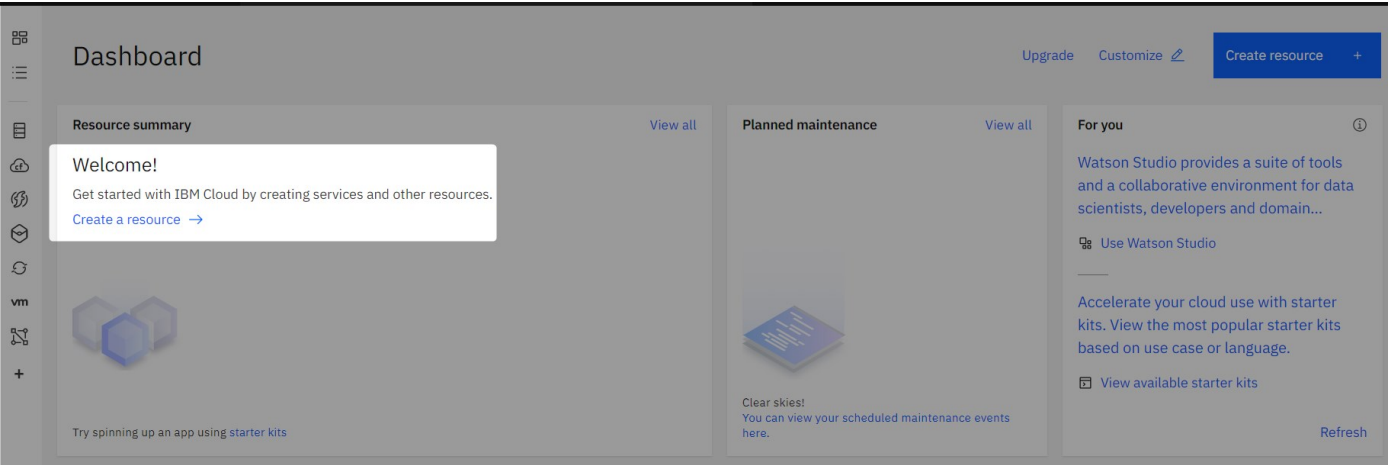 Dashboard
Upgrade
Customize
Create resource +
Resource summary
View all
Welcome!
Get started with IBM Cloud by creating services and other resources.
Create a resource →
Try spinning up an app using starter kits
Planned maintenance
View all
Clear skies!
You can view your scheduled maintenance events
here.
For you
Watson Studio provides a suite of tools
and a collaborative environment for data
scientists, developers and domain...
Use Watson Studio
Accelerate your cloud use with starter
kits. View the most popular starter kits
based on use case or language.
View available starter kits
Refresh
cf
vm
+